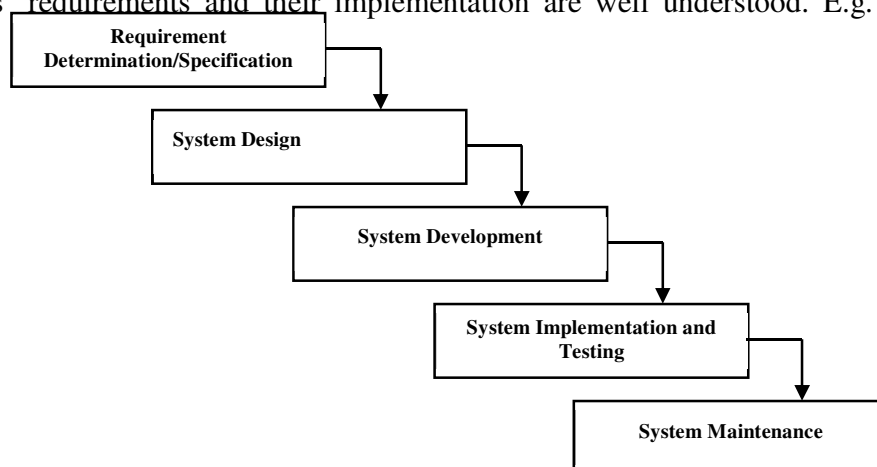 requirements and their implementation are well understood. E.g.
Requirement
Determination/Specification
System Design
System Development
System Implementation and
Testing
System Maintenance